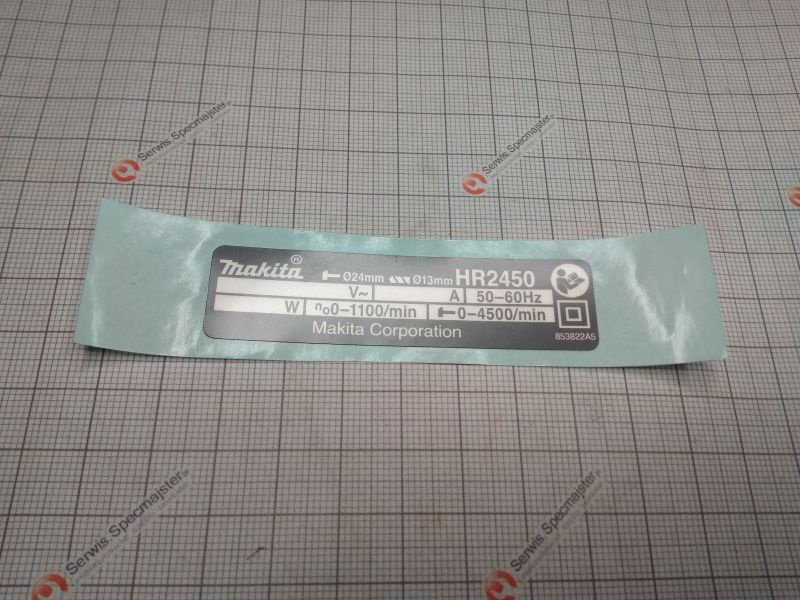 Serwis Specmajster
Serwis Specmajster
makita® Ø24mm Ø13mm HR2450
V~ A 50-60Hz
W n₀0-1100/min 0-4500/min
Makita Corporation 853822A5
Serwis Specmajster
Serwis Specmajster